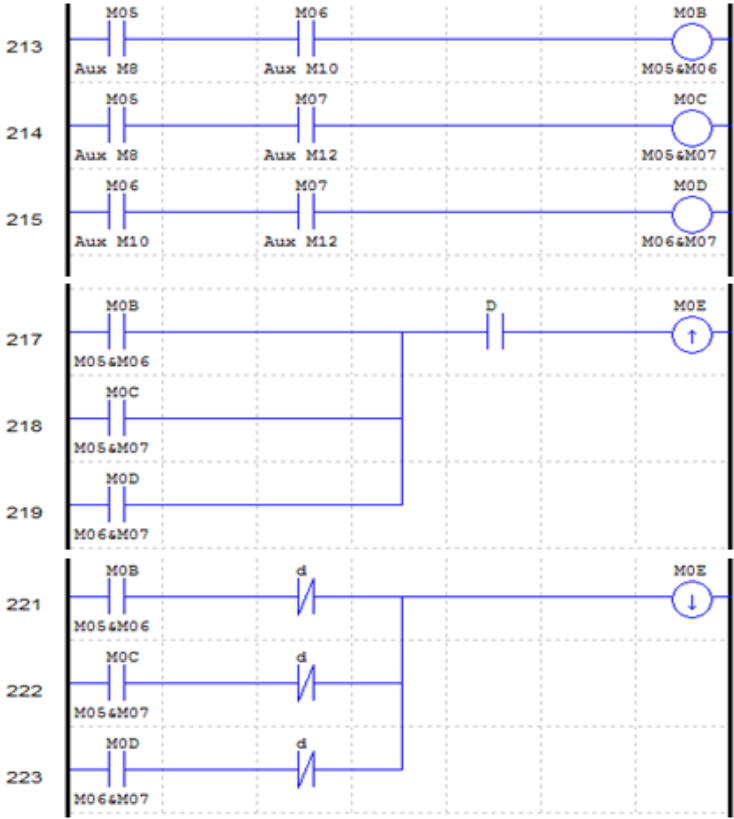 M05 M06 M0B
213
Aux M8 Aux M10 M05&M06
M05 M07 M0C
214
Aux M8 Aux M12 M05&M07
M06 M07 M0D
215
Aux M10 Aux M12 M06&M07
M0B D M0E
217 ↑
M05&M06
M0C
218
M05&M07
M0D
219
M06&M07
M0B d M0E
221 ↓
M05&M06
M0C d
222
M05&M07
M0D d
223
M06&M07